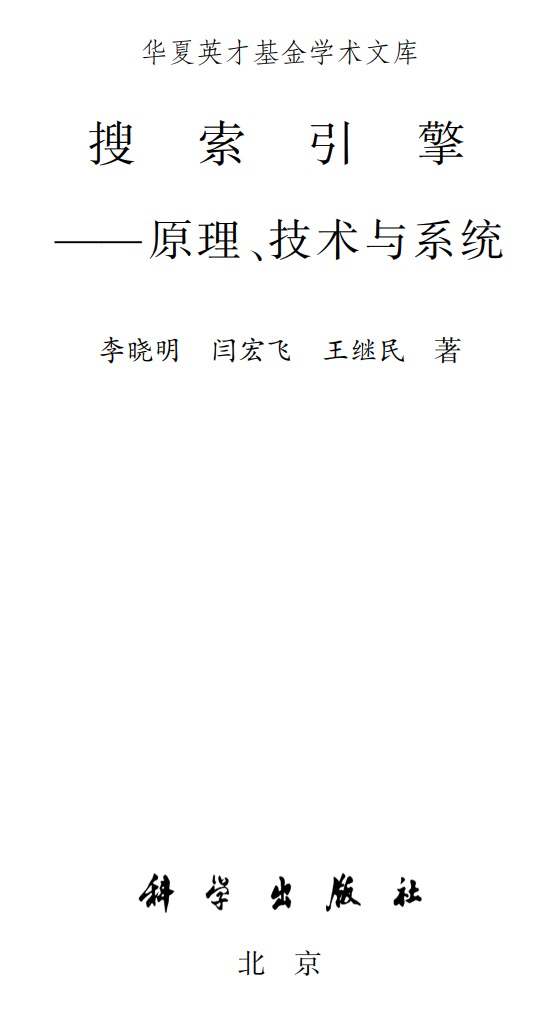 华夏英才基金学术文库
搜索引擎
——原理、技术与系统
李晓明 闫宏飞 王继民 著
科学出版社
北京